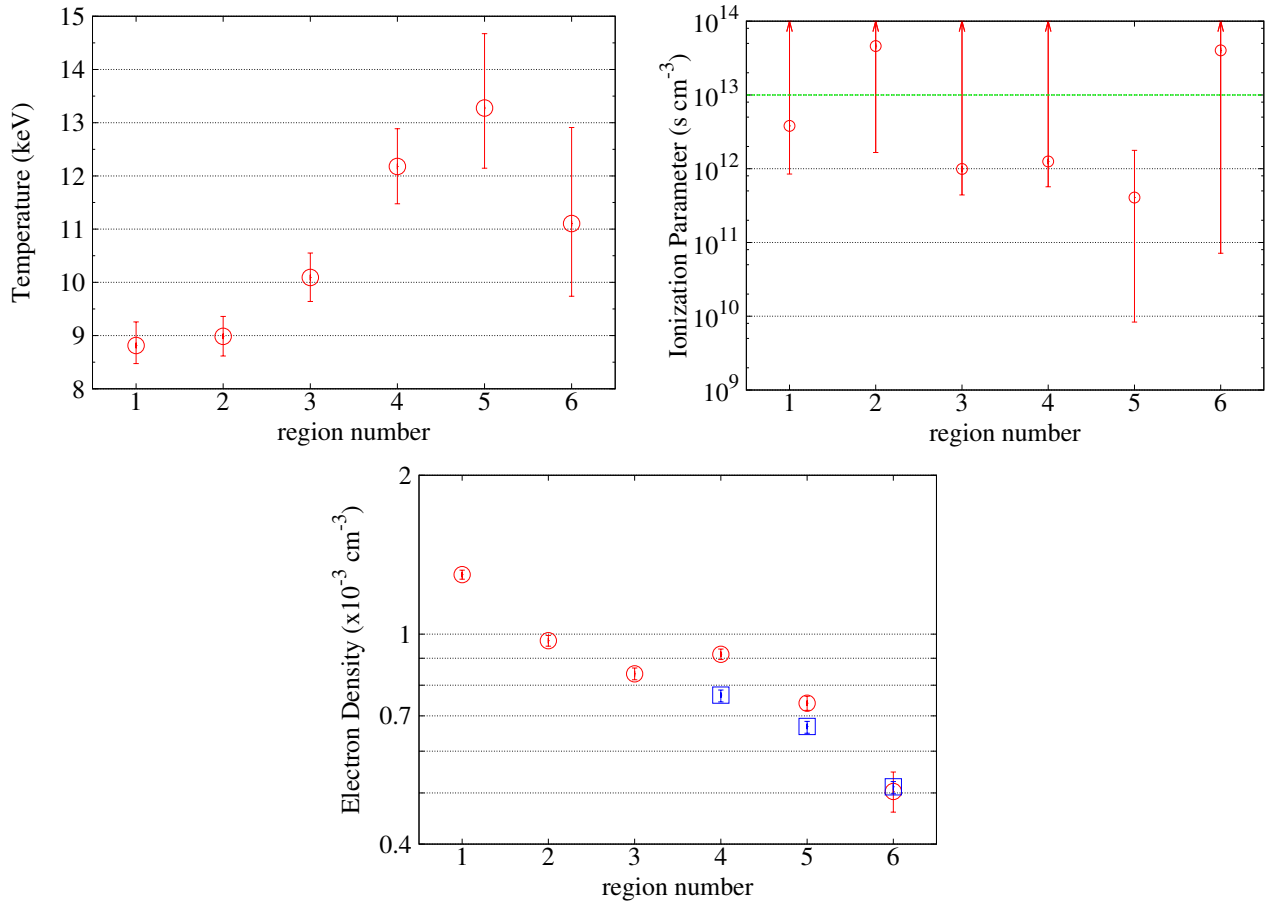 15
14
13
12
11
10
9
8
Temperature (keV)
1 2 3 4 5 6
region number
10^14
10^13
10^12
10^11
10^10
10^9
Ionization Parameter (s cm^-3)
1 2 3 4 5 6
region number
2
1
0.7
0.4
Electron Density (x10^-3 cm^-3)
1 2 3 4 5 6
region number